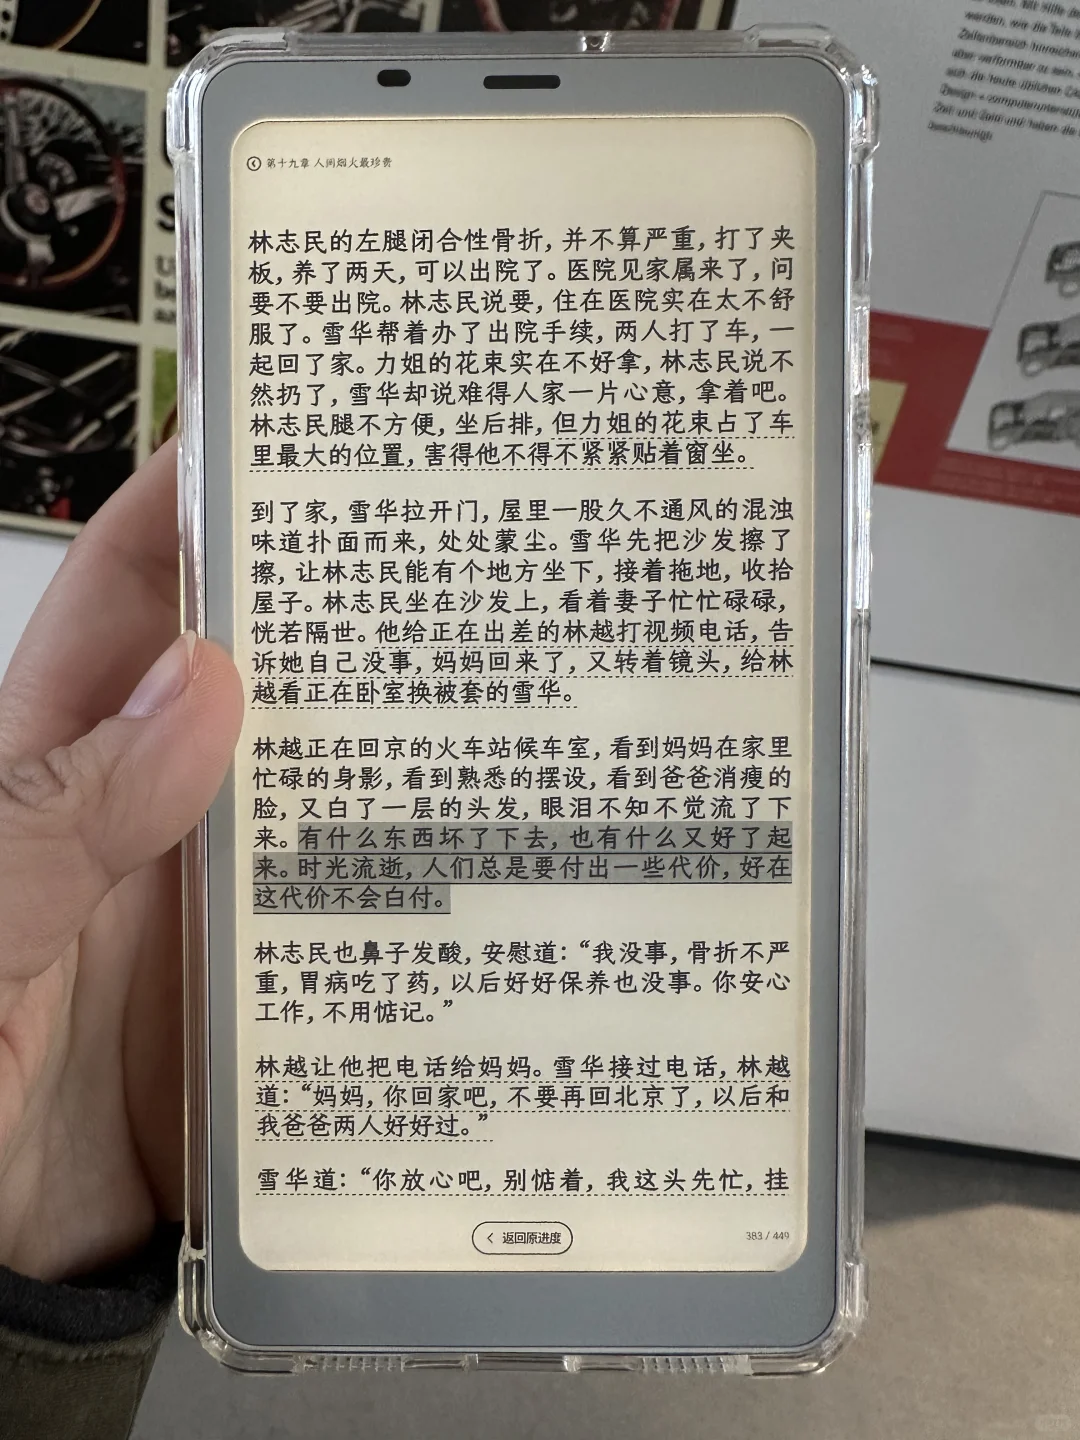 第十九章 人间烟火最珍贵
林志民的左腿闭合性骨折，并不算严重，打了夹
板，养了两天，可以出院了。医院见家属来了，问
要不要出院。林志民说要，住在医院实在太不舒
服了。雪华帮着办了出院手续，两人打了车，一
起回了家。力姐的花束实在不好拿，林志民说不
然扔了，雪华却说难得人家一片心意，拿着吧。
林志民腿不方便，坐后排，但力姐的花束占了车
里最大的位置，害得他不得不紧紧贴着窗坐。
到了家，雪华拉开门，屋里一股久不通风的混浊
味道扑面而来，处处蒙尘。雪华先把沙发擦了
擦，让林志民能有个地方坐下，接着拖地，收拾
屋子。林志民坐在沙发上，看着妻子忙忙碌碌，
恍若隔世。他给正在出差的林越打视频电话，告
诉她自己没事，妈妈回来了，又转着镜头，给林
越看正在卧室换被套的雪华。
林越正在回京的火车站候车室，看到妈妈在家里
忙碌的身影，看到熟悉的摆设，看到爸爸消瘦的
脸，又白了一层的头发，眼泪不知不觉流了下
来。有什么东西坏了下去，也有什么又好了起
来。时光流逝，人们总是要付出一些代价，好在
这代价不会白付。
林志民也鼻子发酸，安慰道：“我没事，骨折不严
重，胃病吃了药，以后好好保养也没事。你安心
工作，不用惦记。”
林越让他把电话给妈妈。雪华接过电话，林越
道：“妈妈，你回家吧，不要再回北京了，以后和
我爸爸两人好好过。”
雪华道：“你放心吧，别惦着，我这头先忙，挂
返回原进度
383 / 449